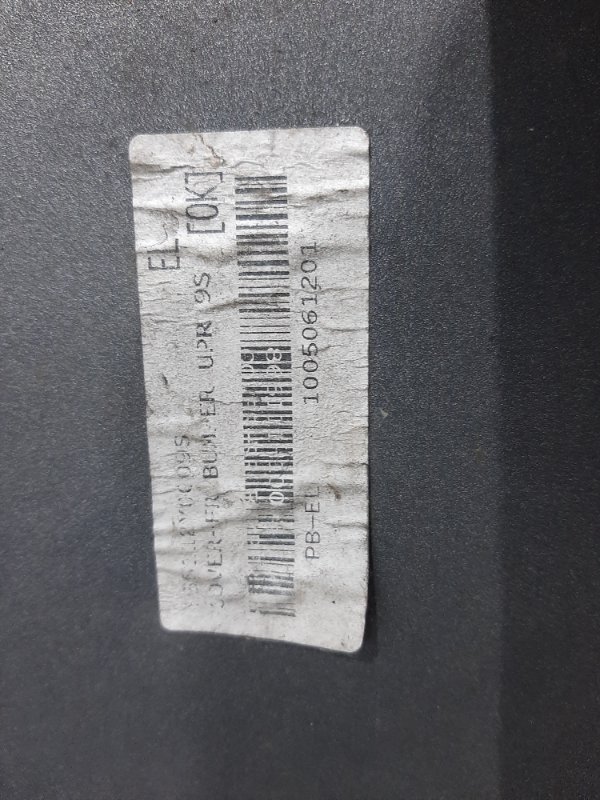 EL
COVER-FR BUMPER UPR 9S [OK]
PB-EL 1005061201